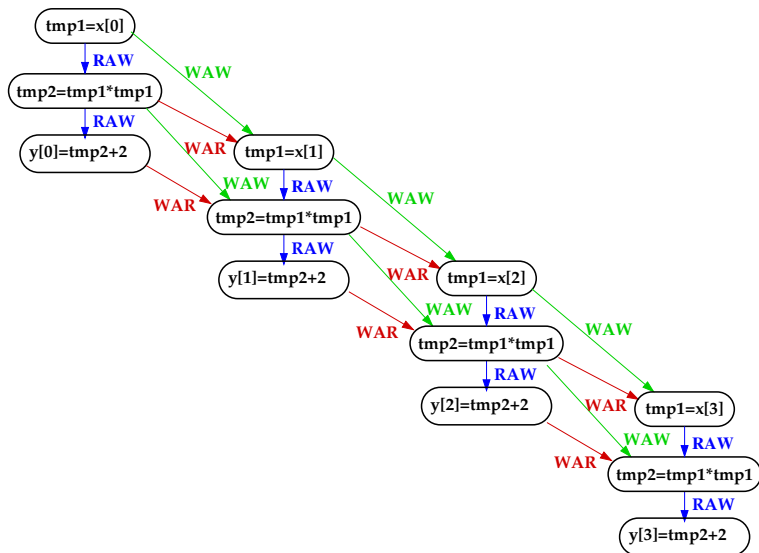 tmp1=x[0]
RAW
WAW
tmp2=tmp1*tmp1
RAW
WAR
y[0]=tmp2+2
tmp1=x[1]
WAW
RAW
WAW
WAR
tmp2=tmp1*tmp1
RAW
WAR
y[1]=tmp2+2
tmp1=x[2]
WAW
RAW
WAW
WAR
tmp2=tmp1*tmp1
RAW
WAR
y[2]=tmp2+2
tmp1=x[3]
WAW
RAW
WAR
tmp2=tmp1*tmp1
RAW
y[3]=tmp2+2